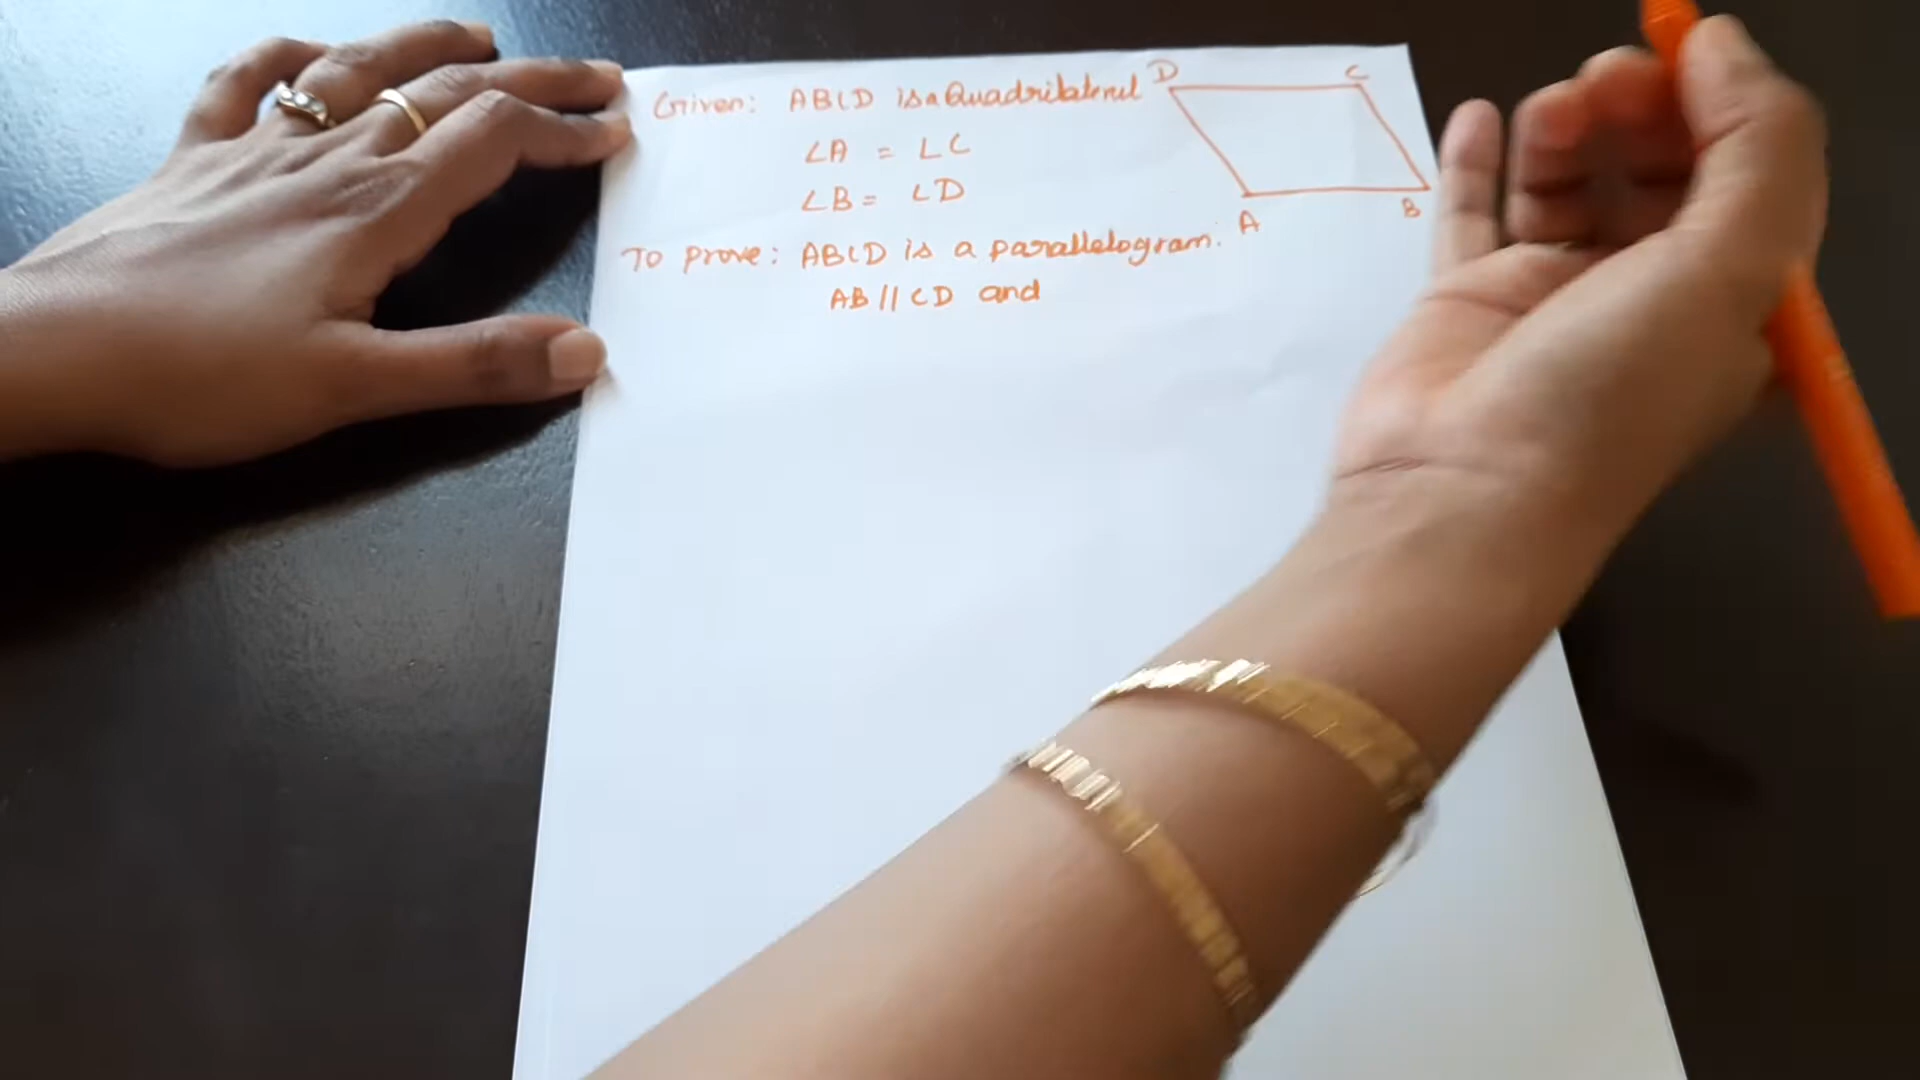 Given: ABCD is a Quadrilateral
∠A = ∠C
∠B = ∠D
To prove: ABCD is a parallelogram.
AB // CD and
D C
A B